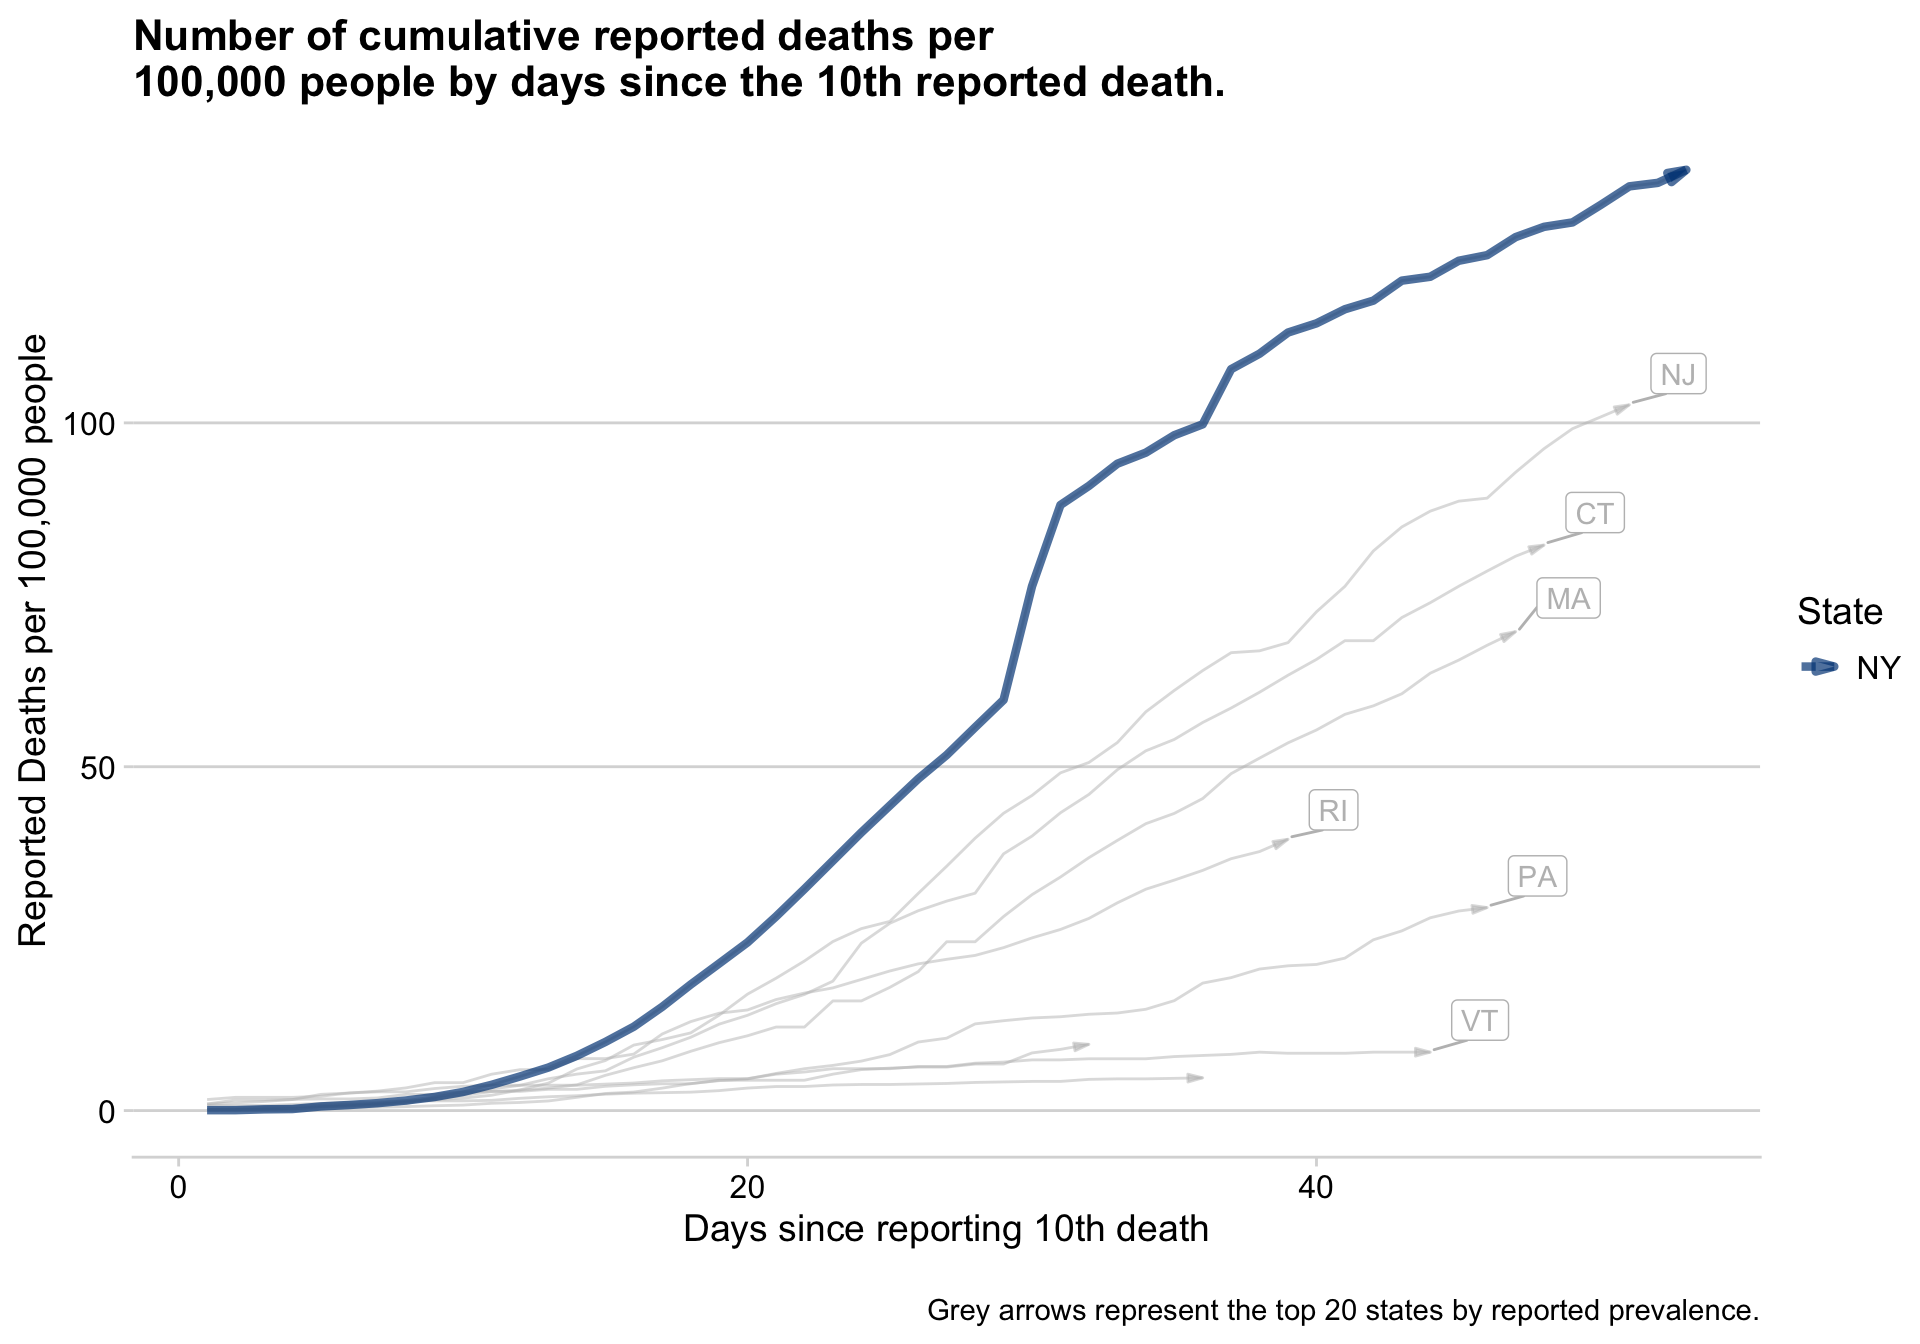 Number of cumulative reported deaths per
100,000 people by days since the 10th reported death.
Reported Deaths per 100,000 people
100
50
0
NJ
CT
MA
RI
PA
VT
State
NY
0
20
40
Days since reporting 10th death
Grey arrows represent the top 20 states by reported prevalence.